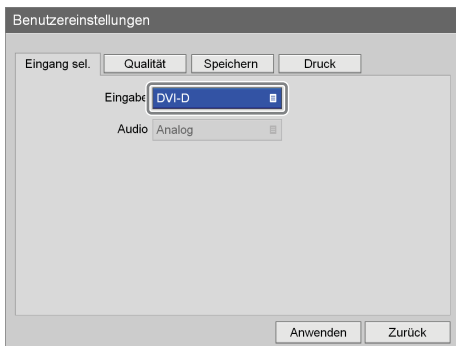 Benutzereinstellungen
Eingang sel. Qualität Speichern Druck
Eingabe DVI-D
Audio Analog
Anwenden Zurück